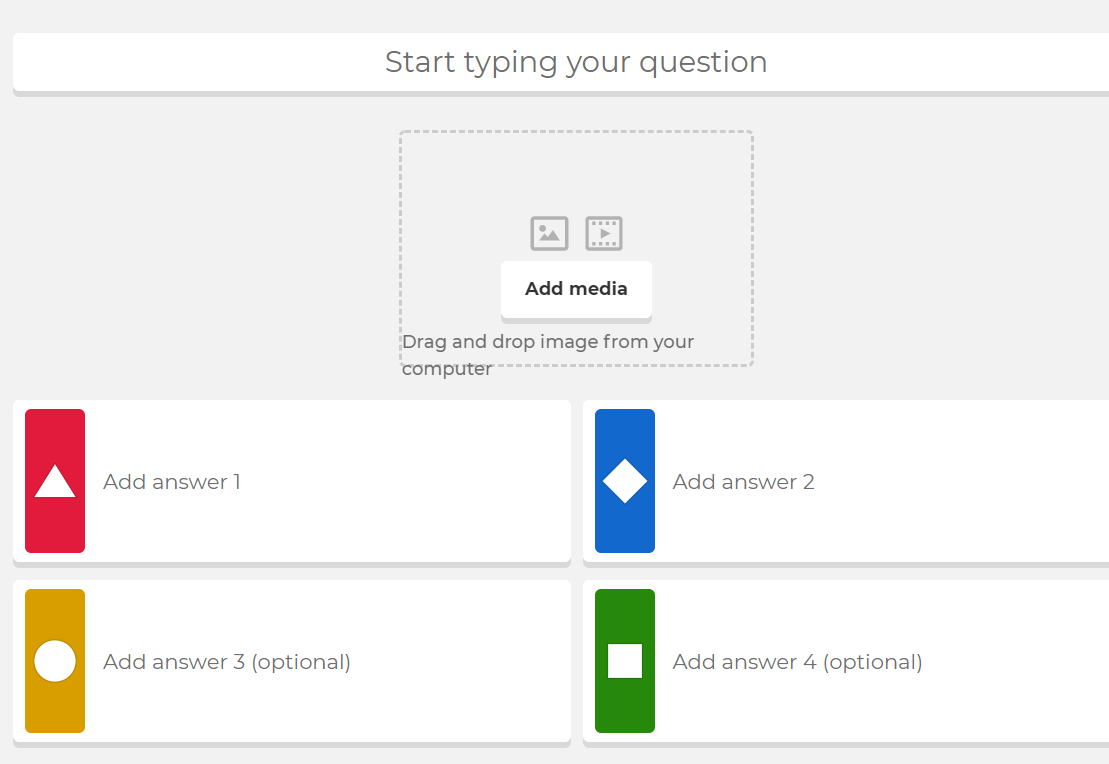 Start typing your question
Add media
Drag and drop image from your
computer
Add answer 1
Add answer 2
Add answer 3 (optional)
Add answer 4 (optional)